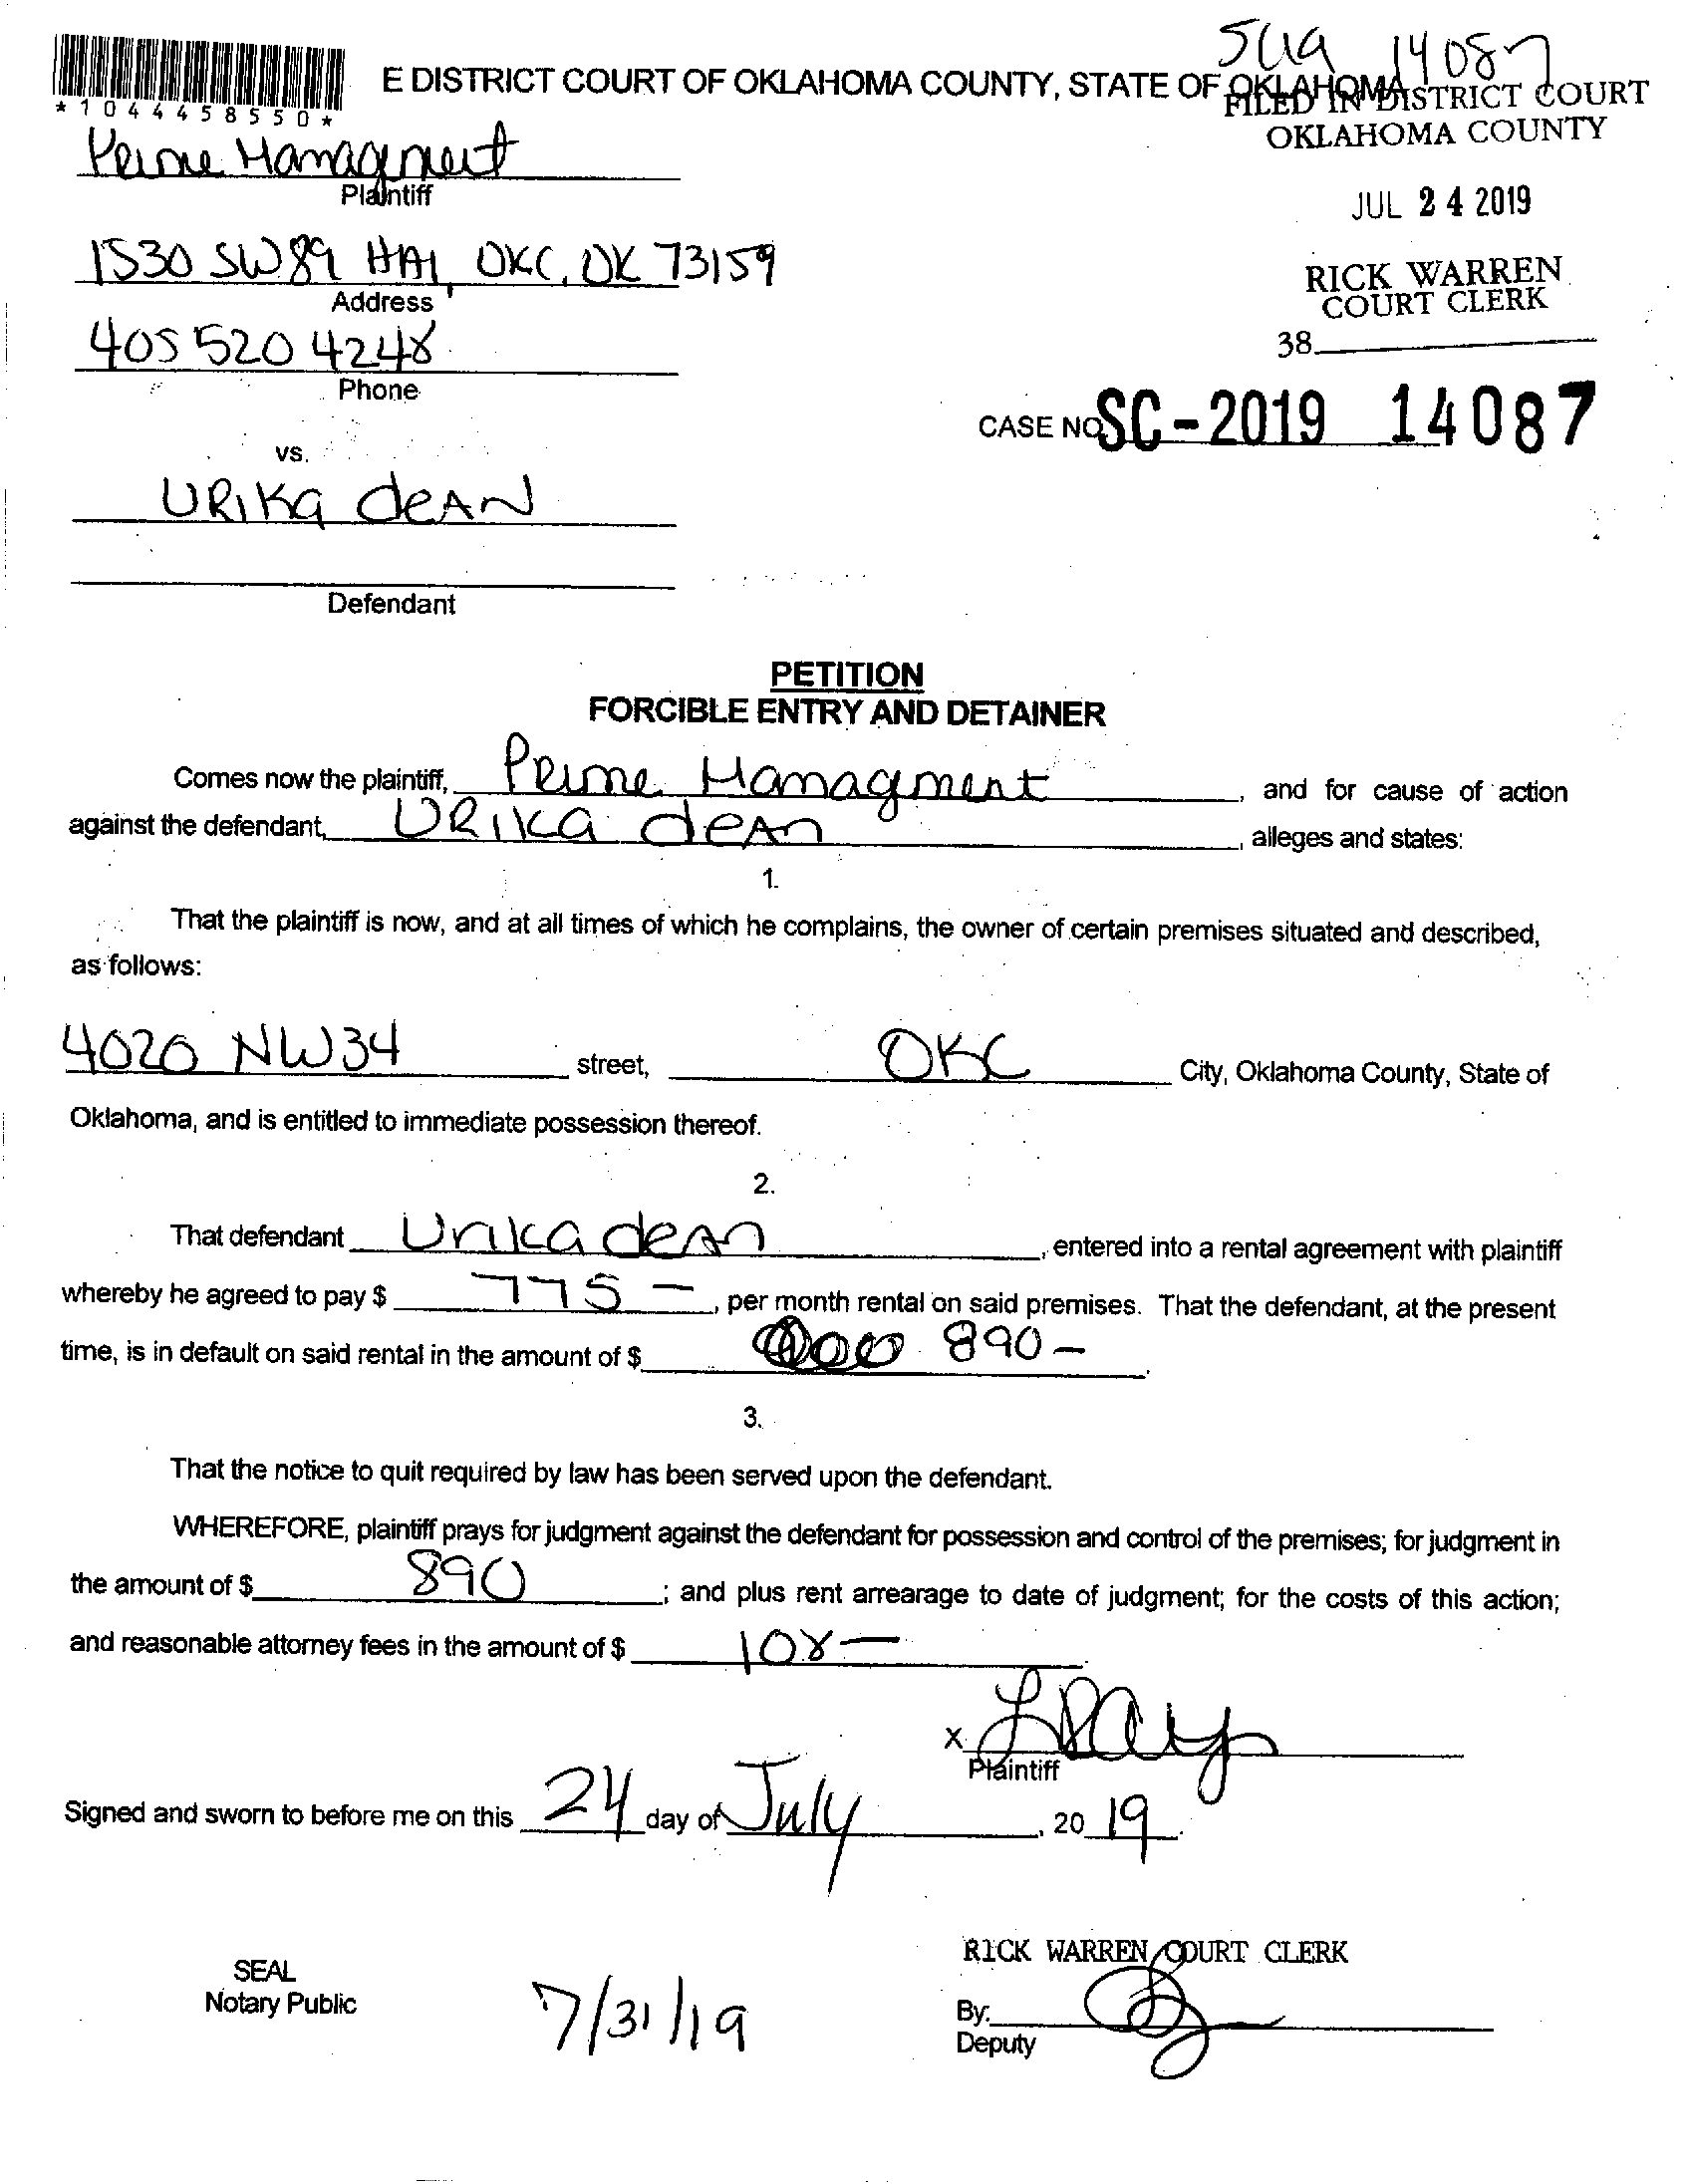 5119 14087
E DISTRICT COURT OF OKLAHOMA COUNTY, STATE OF OKLAHOMA
FILED IN DISTRICT COURT
OKLAHOMA COUNTY
*1044458550*
Prime Managment
Plaintiff
JUL 24 2019
1530 SW 89 #A1, OKC, OK 73159
Address
RICK WARREN
COURT CLERK
405 520 4248
Phone
38
CASE NO. SC-2019 14087
vs.
URIKa deAN
Defendant
PETITION
FORCIBLE ENTRY AND DETAINER
Comes now the plaintiff, Prime Managment, and for cause of action
against the defendant, URIKa deAn, alleges and states:
1.
That the plaintiff is now, and at all times of which he complains, the owner of certain premises situated and described,
as follows:
4020 NW 34 street, OKC City, Oklahoma County, State of
Oklahoma, and is entitled to immediate possession thereof.
2.
That defendant Urika deAn, entered into a rental agreement with plaintiff
whereby he agreed to pay $ 775 –, per month rental on said premises. That the defendant, at the present
time, is in default on said rental in the amount of $ 890 –.
3.
That the notice to quit required by law has been served upon the defendant.
WHEREFORE, plaintiff prays for judgment against the defendant for possession and control of the premises; for judgment in
the amount of $ 890; and plus rent arrearage to date of judgment; for the costs of this action;
and reasonable attorney fees in the amount of $ 108 –.
X
Plaintiff
Signed and sworn to before me on this 24 day of July, 2019.
RICK WARREN COURT CLERK
SEAL
Notary Public
7/31/19
By:
Deputy